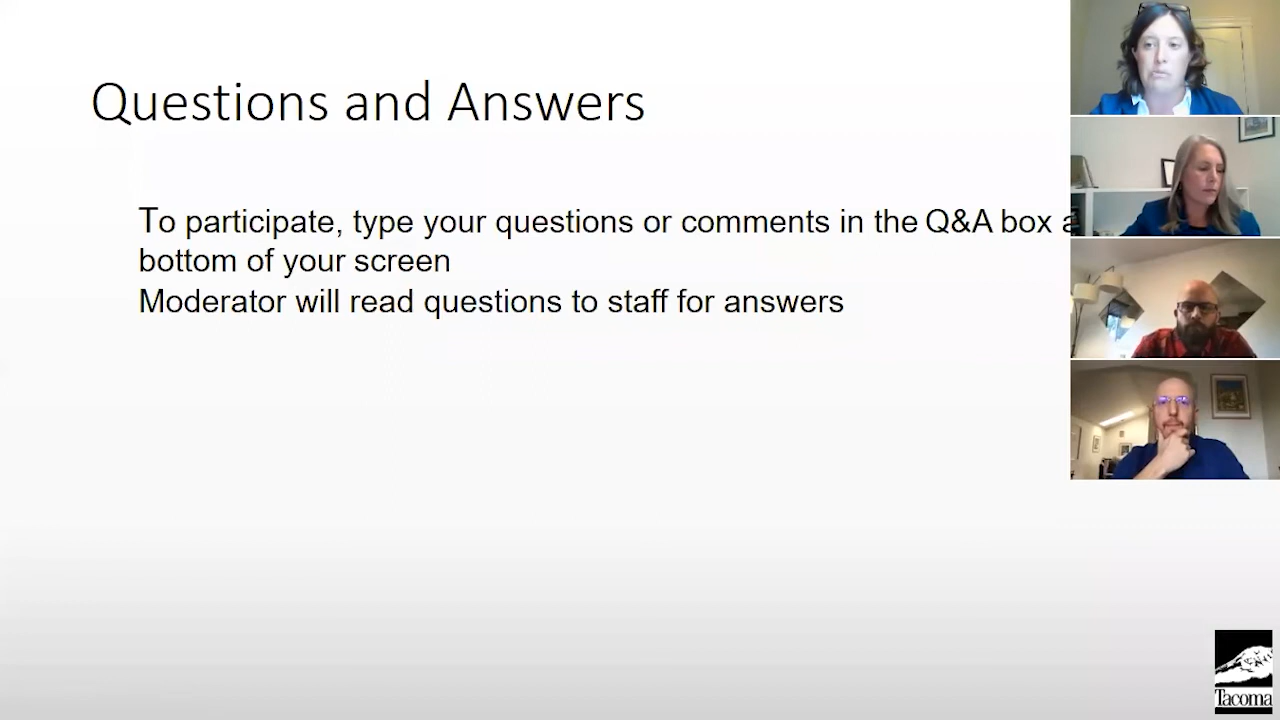 Questions and Answers
To participate, type your questions or comments in the Q&A box
bottom of your screen
Moderator will read questions to staff for answers
Tacoma